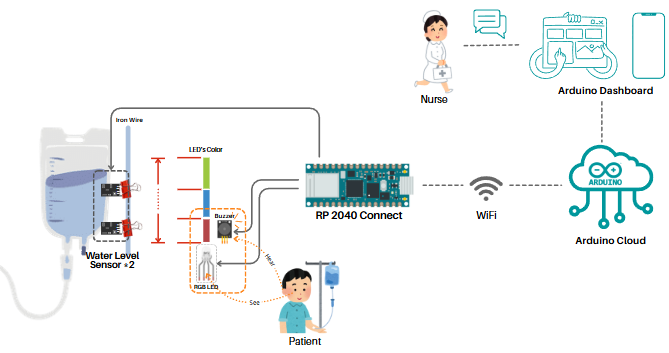 Nurse
Arduino Dashboard
Iron Wire
LED's Color
Buzzer
RP 2040 Connect
WiFi
ARDUINO
Arduino Cloud
Water Level
Sensor *2
RGB LED
Hear
See
Patient